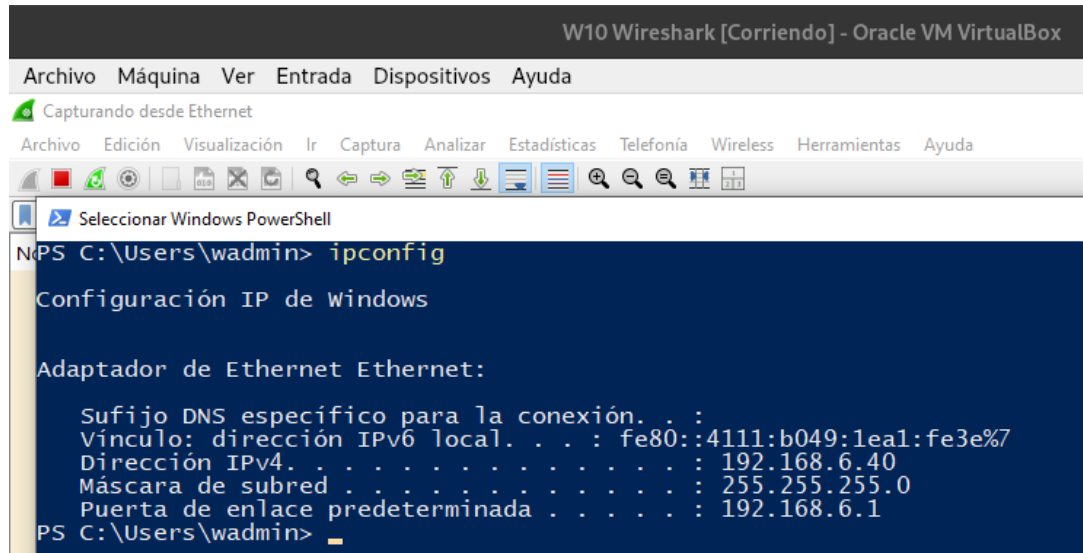 W10 Wireshark [Corriendo] - Oracle VM VirtualBox
Archivo Máquina Ver Entrada Dispositivos Ayuda
Capturando desde Ethernet
Archivo Edición Visualización Ir Captura Analizar Estadísticas Telefonía Wireless Herramientas Ayuda
Seleccionar Windows PowerShell
PS C:\Users\wadmin> ipconfig
Configuración IP de Windows
Adaptador de Ethernet Ethernet:
Sufijo DNS específico para la conexión. . :
Vínculo: dirección IPv6 local. . . : fe80::4111:b049:1ea1:fe3e%7
Dirección IPv4. . . . . . . . . . . . . . : 192.168.6.40
Máscara de subred . . . . . . . . . . . . : 255.255.255.0
Puerta de enlace predeterminada . . . . . : 192.168.6.1
PS C:\Users\wadmin>